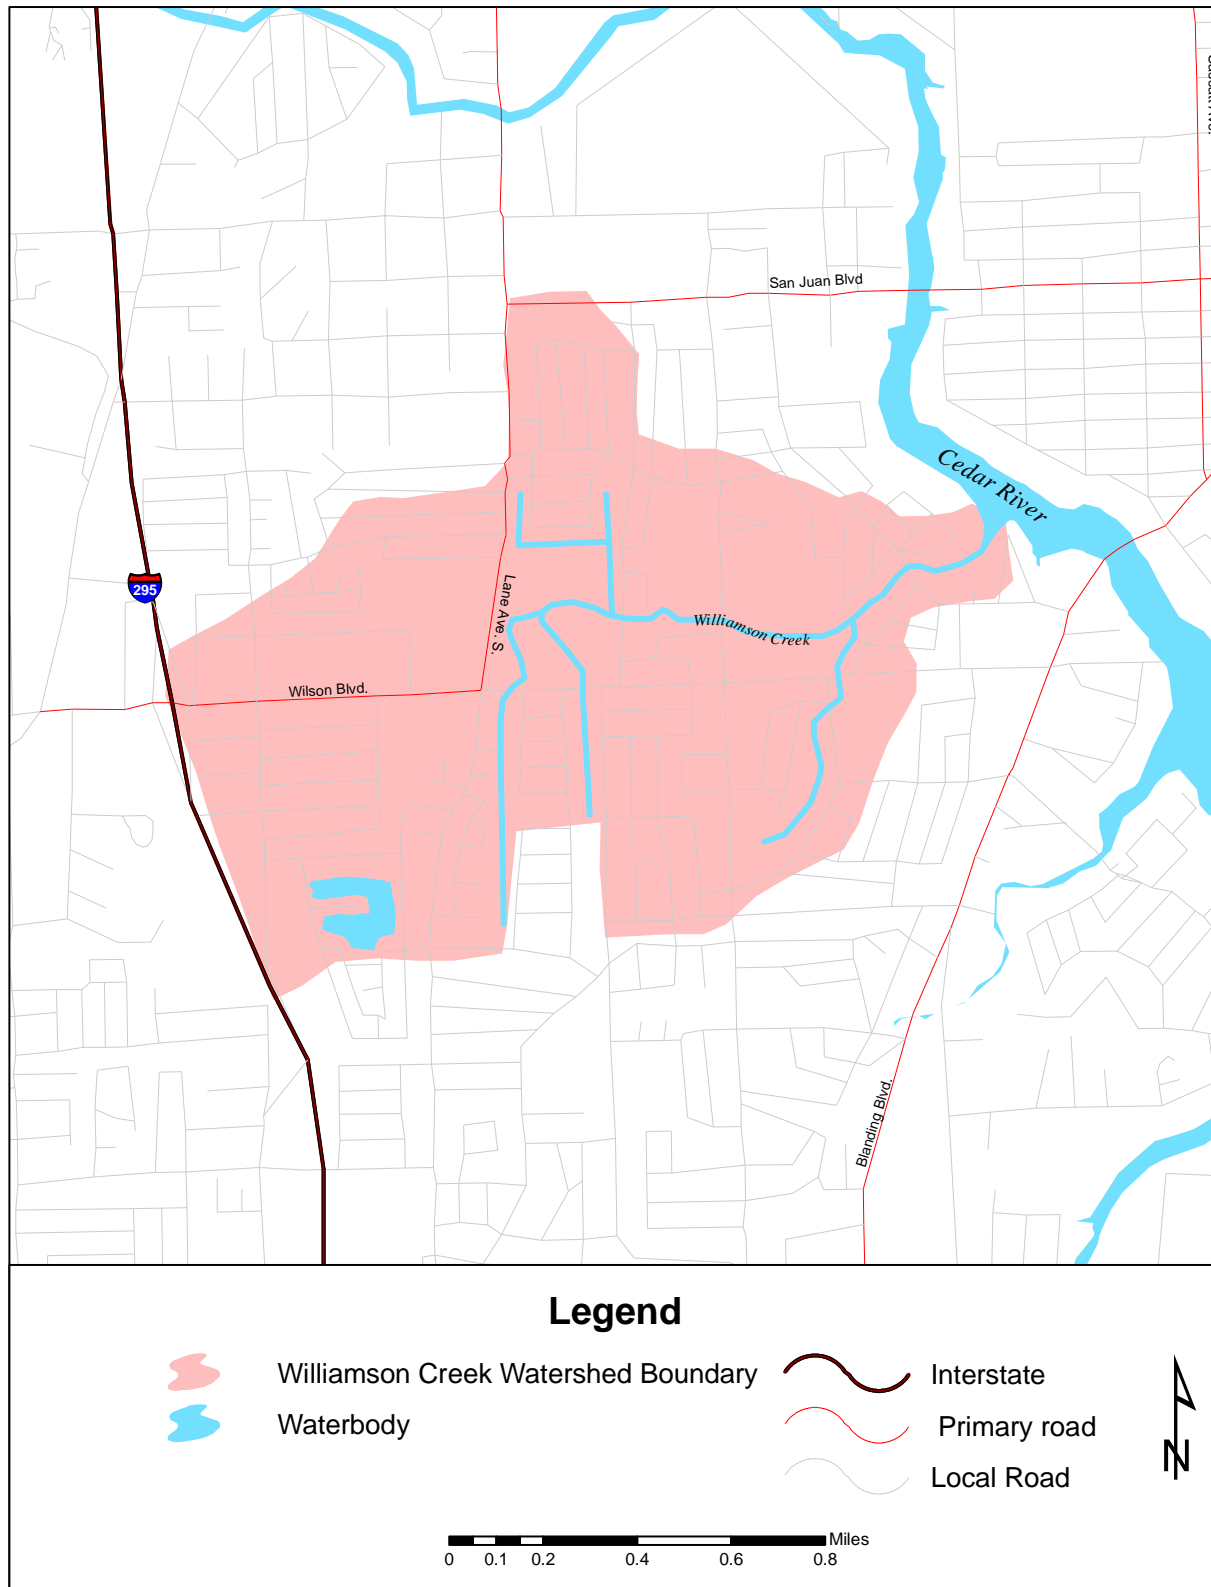 San Juan Blvd
Cedar River
295
Lane Ave. S.
Williamson Creek
Wilson Blvd.
Blanding Blvd.
Legend
Williamson Creek Watershed Boundary
Interstate
Waterbody
Primary road
Local Road
N
Miles
0 0.1 0.2 0.4 0.6 0.8